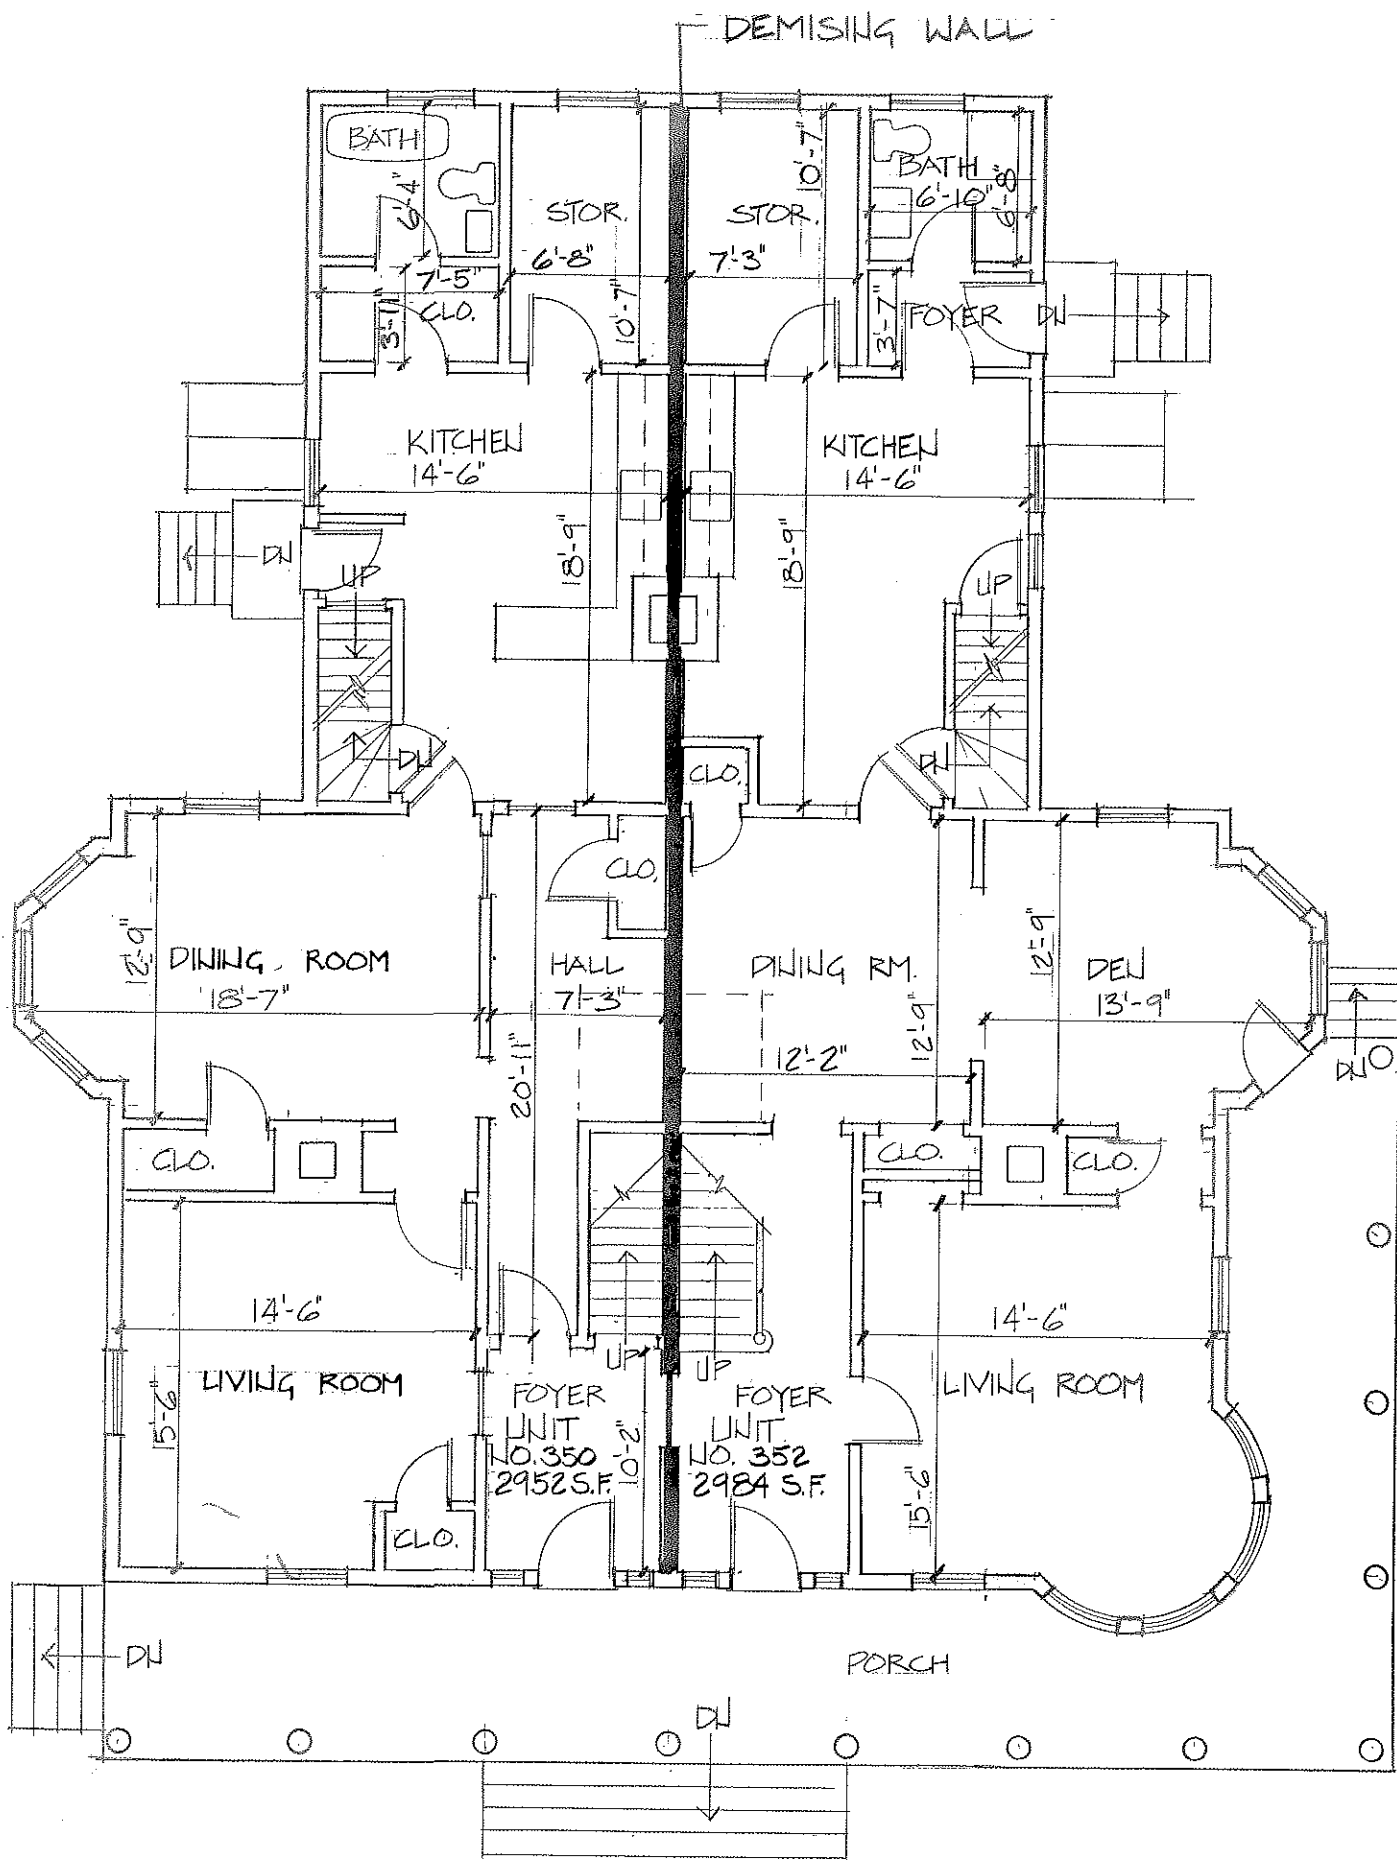 DEMISING WALL
BATH
6'-4"
STOR.
6'-8"
10'-7"
STOR.
7'-3"
10'-7"
BATH
6'-10"
6'-8"
7'-5"
CLO.
3'-11"
3'-7"
FOYER
DN
KITCHEN
14'-6"
18'-9"
KITCHEN
14'-6"
18'-9"
DN
UP
UP
DN
DN
CLO.
CLO.
DINING ROOM
18'-7"
12'-9"
HALL
7'-3"
20'-11"
DINING RM.
12'-2"
12'-9"
DEN
13'-9"
12'-9"
DN
CLO.
CLO.
CLO.
14'-6"
LIVING ROOM
15'-6"
CLO.
UP
UP
FOYER
UNIT
NO. 350
2952 S.F.
10'-2"
FOYER
UNIT
NO. 352
2984 S.F.
14'-6"
LIVING ROOM
15'-6"
DN
PORCH
DN